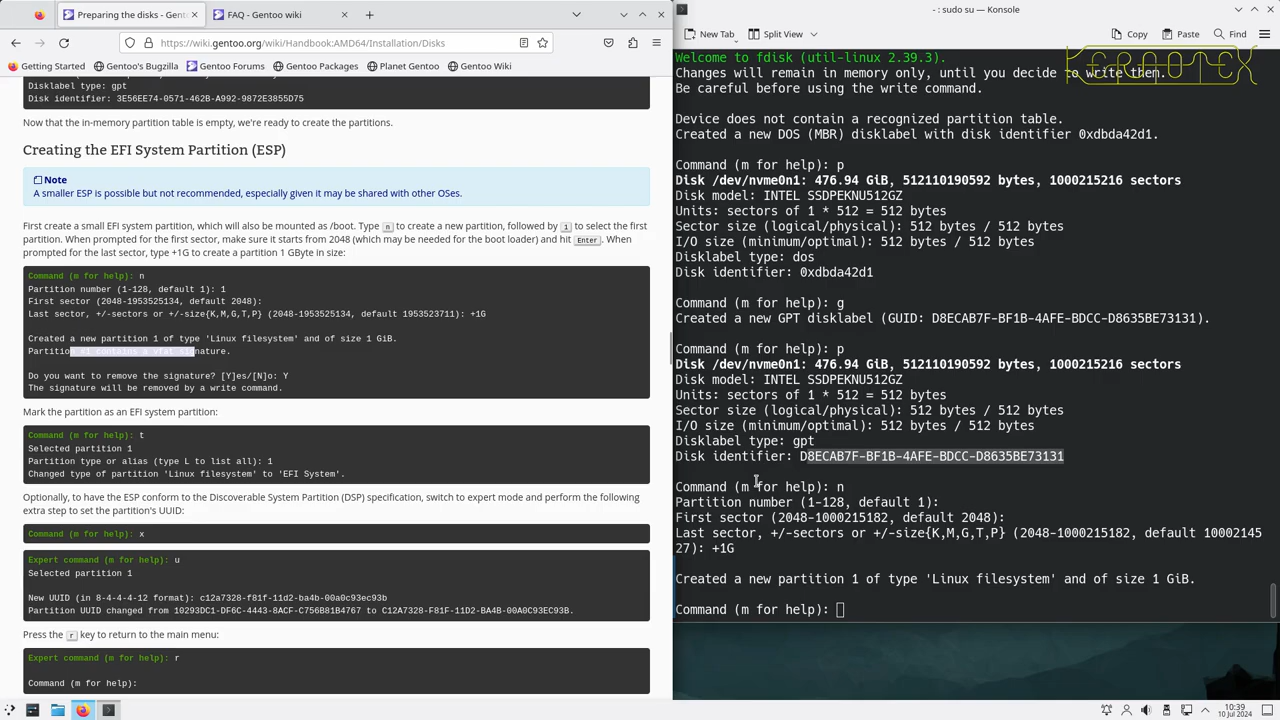 Preparing the disks - Gento
FAQ - Gentoo wiki
https://wiki.gentoo.org/wiki/Handbook:AMD64/Installation/Disks
Getting Started
Gentoo's Bugzilla
Gentoo Forums
Gentoo Packages
Planet Gentoo
Gentoo Wiki
Disklabel type: gpt
Disk identifier: 3E56EE74-0571-462B-A992-9872E3855D75
Now that the in-memory partition table is empty, we're ready to create the partitions.
Creating the EFI System Partition (ESP)
Note
A smaller ESP is possible but not recommended, especially given it may be shared with other OSes.
First create a small EFI system partition, which will also be mounted as /boot. Type n to create a new partition, followed by 1 to select the first
partition. When prompted for the first sector, make sure it starts from 2048 (which may be needed for the boot loader) and hit Enter. When
prompted for the last sector, type +1G to create a partition 1 GByte in size:
Command (m for help): n
Partition number (1-128, default 1): 1
First sector (2048-1953525134, default 2048):
Last sector, +/-sectors or +/-size{K,M,G,T,P} (2048-1953525134, default 1953523711): +1G
Created a new partition 1 of type 'Linux filesystem' and of size 1 GiB.
Partition #1 contains a vfat signature.
Do you want to remove the signature? [Y]es/[N]o: Y
The signature will be removed by a write command.
Mark the partition as an EFI system partition:
Command (m for help): t
Selected partition 1
Partition type or alias (type L to list all): 1
Changed type of partition 'Linux filesystem' to 'EFI System'.
Optionally, to have the ESP conform to the Discoverable System Partition (DSP) specification, switch to expert mode and perform the following
extra step to set the partition's UUID:
Command (m for help): x
Expert command (m for help): u
Selected partition 1
New UUID (in 8-4-4-4-12 format): c12a7328-f81f-11d2-ba4b-00a0c93ec93b
Partition UUID changed from 10293DC1-DF6C-4443-8ACF-C756B81B4767 to C12A7328-F81F-11D2-BA4B-00A0C93EC93B.
Press the r key to return to the main menu:
Expert command (m for help): r
Command (m for help):
- : sudo su — Konsole
New Tab
Split View
Copy
Paste
Find
Welcome to fdisk (util-linux 2.39.3).
Changes will remain in memory only, until you decide to write them.
Be careful before using the write command.
Device does not contain a recognized partition table.
Created a new DOS (MBR) disklabel with disk identifier 0xdbda42d1.
Command (m for help): p
Disk /dev/nvme0n1: 476.94 GiB, 512110190592 bytes, 1000215216 sectors
Disk model: INTEL SSDPEKNU512GZ
Units: sectors of 1 * 512 = 512 bytes
Sector size (logical/physical): 512 bytes / 512 bytes
I/O size (minimum/optimal): 512 bytes / 512 bytes
Disklabel type: dos
Disk identifier: 0xdbda42d1
Command (m for help): g
Created a new GPT disklabel (GUID: D8ECAB7F-BF1B-4AFE-BDCC-D8635BE73131).
Command (m for help): p
Disk /dev/nvme0n1: 476.94 GiB, 512110190592 bytes, 1000215216 sectors
Disk model: INTEL SSDPEKNU512GZ
Units: sectors of 1 * 512 = 512 bytes
Sector size (logical/physical): 512 bytes / 512 bytes
I/O size (minimum/optimal): 512 bytes / 512 bytes
Disklabel type: gpt
Disk identifier: D8ECAB7F-BF1B-4AFE-BDCC-D8635BE73131
Command (m for help): n
Partition number (1-128, default 1):
First sector (2048-1000215182, default 2048):
Last sector, +/-sectors or +/-size{K,M,G,T,P} (2048-1000215182, default 10002145
27): +1G
Created a new partition 1 of type 'Linux filesystem' and of size 1 GiB.
Command (m for help):
10:39
10 Jul 2024